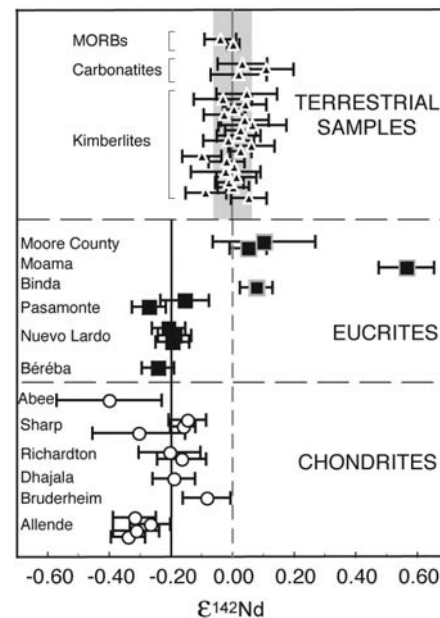 MORBs
Carbonatites
TERRESTRIAL
SAMPLES
Kimberlites
Moore County
Moama
Binda
Pasamonte
Nuevo Lardo
EUCRITES
Béréba
Abee
Sharp
CHONDRITES
Richardton
Dhajala
Bruderheim
Allende
-0.60 -0.40 -0.20 0.00 0.20 0.40 0.60
ε142Nd